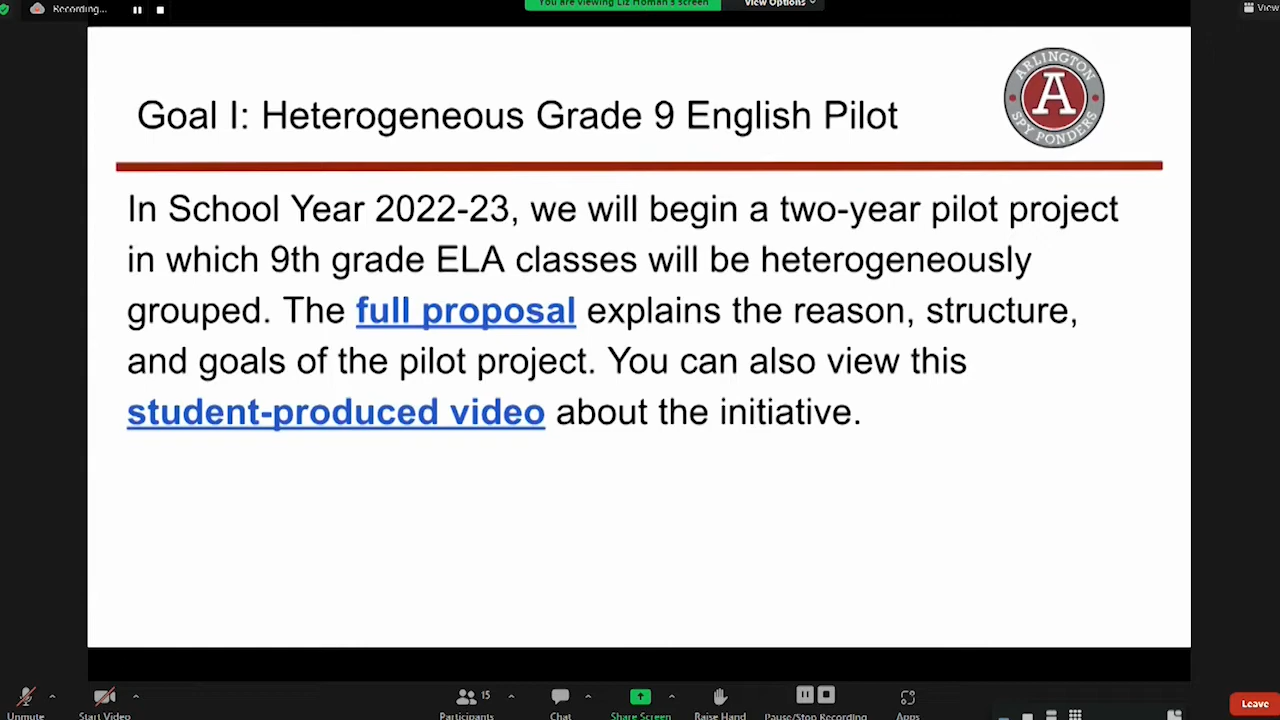 Recording...
You are viewing Liz Homan's screen
View Options
View
Goal I: Heterogeneous Grade 9 English Pilot
ARLINGTON
A
SPY PONDERS
In School Year 2022-23, we will begin a two-year pilot project
in which 9th grade ELA classes will be heterogeneously
grouped. The full proposal explains the reason, structure,
and goals of the pilot project. You can also view this
student-produced video about the initiative.
Unmute
Start Video
15
Participants
Chat
Share Screen
Raise Hand
Pause/Stop Recording
Apps
Leave